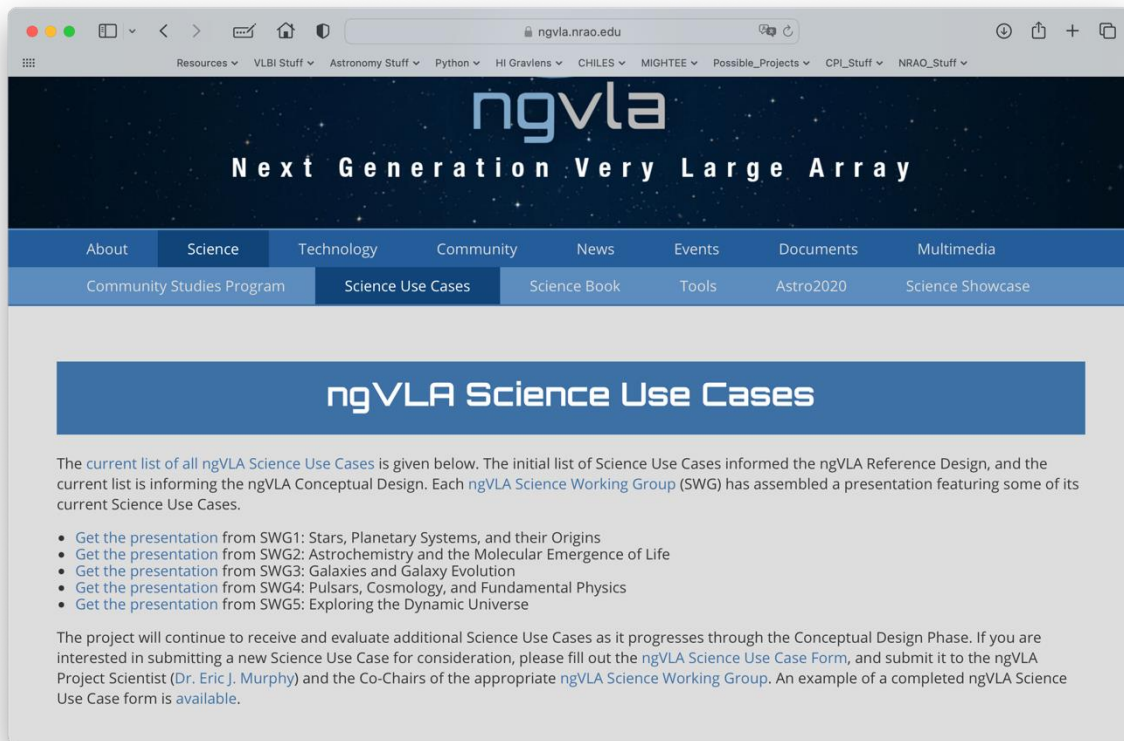 ngvla.nrao.edu
Resources VLBI Stuff Astronomy Stuff Python HI Gravlens CHILES MIGHTEE Possible_Projects CPI_Stuff NRAO_Stuff
ngvla
Next Generation Very Large Array
About Science Technology Community News Events Documents Multimedia
Community Studies Program Science Use Cases Science Book Tools Astro2020 Science Showcase
ngVLA Science Use Cases
The current list of all ngVLA Science Use Cases is given below. The initial list of Science Use Cases informed the ngVLA Reference Design, and the
current list is informing the ngVLA Conceptual Design. Each ngVLA Science Working Group (SWG) has assembled a presentation featuring some of its
current Science Use Cases.
• Get the presentation from SWG1: Stars, Planetary Systems, and their Origins
• Get the presentation from SWG2: Astrochemistry and the Molecular Emergence of Life
• Get the presentation from SWG3: Galaxies and Galaxy Evolution
• Get the presentation from SWG4: Pulsars, Cosmology, and Fundamental Physics
• Get the presentation from SWG5: Exploring the Dynamic Universe
The project will continue to receive and evaluate additional Science Use Cases as it progresses through the Conceptual Design Phase. If you are
interested in submitting a new Science Use Case for consideration, please fill out the ngVLA Science Use Case Form, and submit it to the ngVLA
Project Scientist (Dr. Eric J. Murphy) and the Co-Chairs of the appropriate ngVLA Science Working Group. An example of a completed ngVLA Science
Use Case form is available.